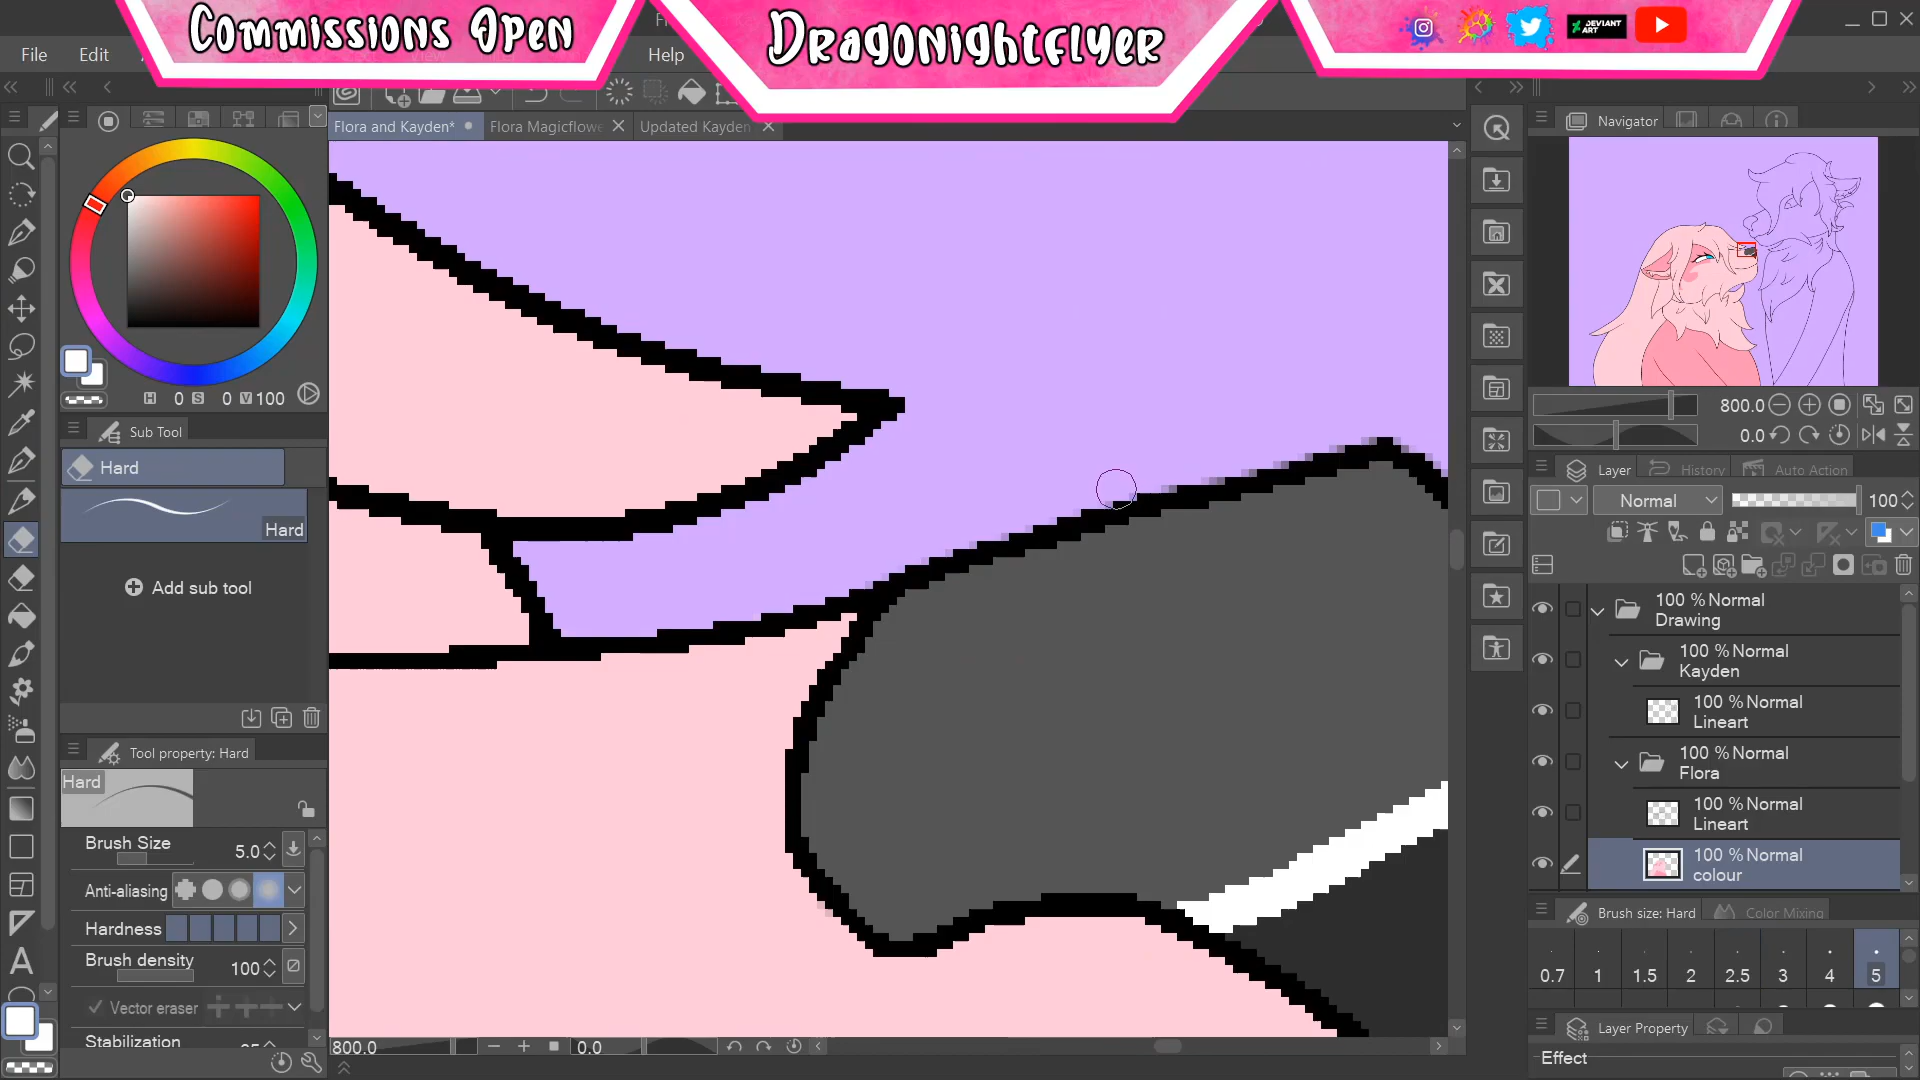 Commissions Open
Dragonightflyer
DEVIANT
ART
File
Edit
Help
Flora and Kayden*
Flora Magicflowe
Updated Kayden
Navigator
H 0 S 0 V 100
Sub Tool
Hard
Hard
Add sub tool
Tool property: Hard
Hard
Brush Size
5.0
Anti-aliasing
Hardness
Brush density
100
Vector eraser
Stabilization
800.0
0.0
800.0
0.0
Layer
History
Auto Action
Normal
100
100 %Normal
Drawing
100 %Normal
Kayden
100 %Normal
Lineart
100 %Normal
Flora
100 %Normal
Lineart
100 %Normal
colour
Brush size: Hard
Color Mixing
0.7
1
1.5
2
2.5
3
4
5
Layer Property
Effect